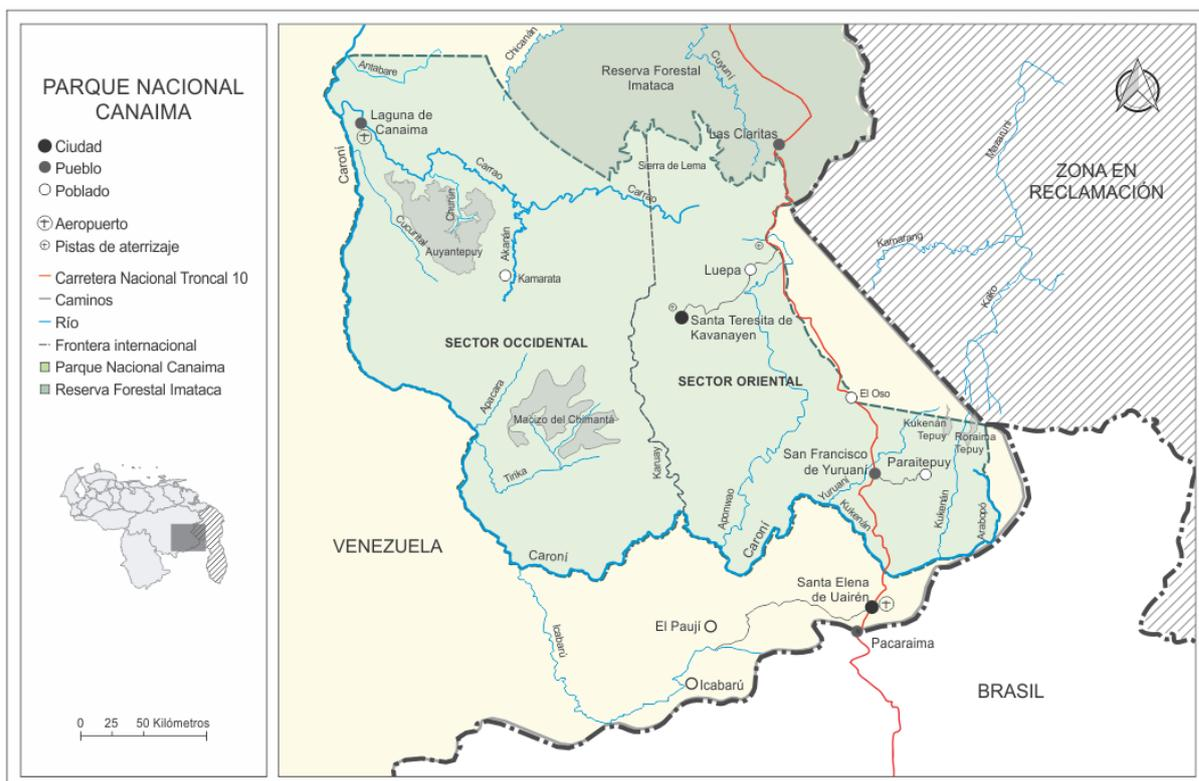 PARQUE NACIONAL
CANAIMA
Ciudad
Pueblo
Poblado
Aeropuerto
Pistas de aterrizaje
Carretera Nacional Troncal 10
Caminos
Río
Frontera internacional
Parque Nacional Canaima
Reserva Forestal Imataca
0 25 50 Kilómetros
Chicanán
Cuyuní
Antabare
Reserva Forestal
Imataca
Laguna de
Canaima
Las Claritas
Caroní
Carrao
Sierra de Lema
Mazaruni
ZONA EN
RECLAMACIÓN
Churún
Carrao
Cucurital
Auyantepuy
Akanán
Kamarata
Kamarang
Luepa
Kako
Santa Teresita de
Kavanayen
SECTOR OCCIDENTAL
SECTOR ORIENTAL
Apacara
El Oso
Macizo del Chimantá
Kukenán
Tepuy
Roraima
Tepuy
San Francisco
de Yuruaní
Paraitepuy
Karuay
Tirika
Yuruani
Aponwao
Kukenán
Kukenán
Arabopó
Caroní
VENEZUELA
Caroní
Santa Elena
de Uairén
Icabarú
El Paují
Pacaraima
Icabarú
BRASIL